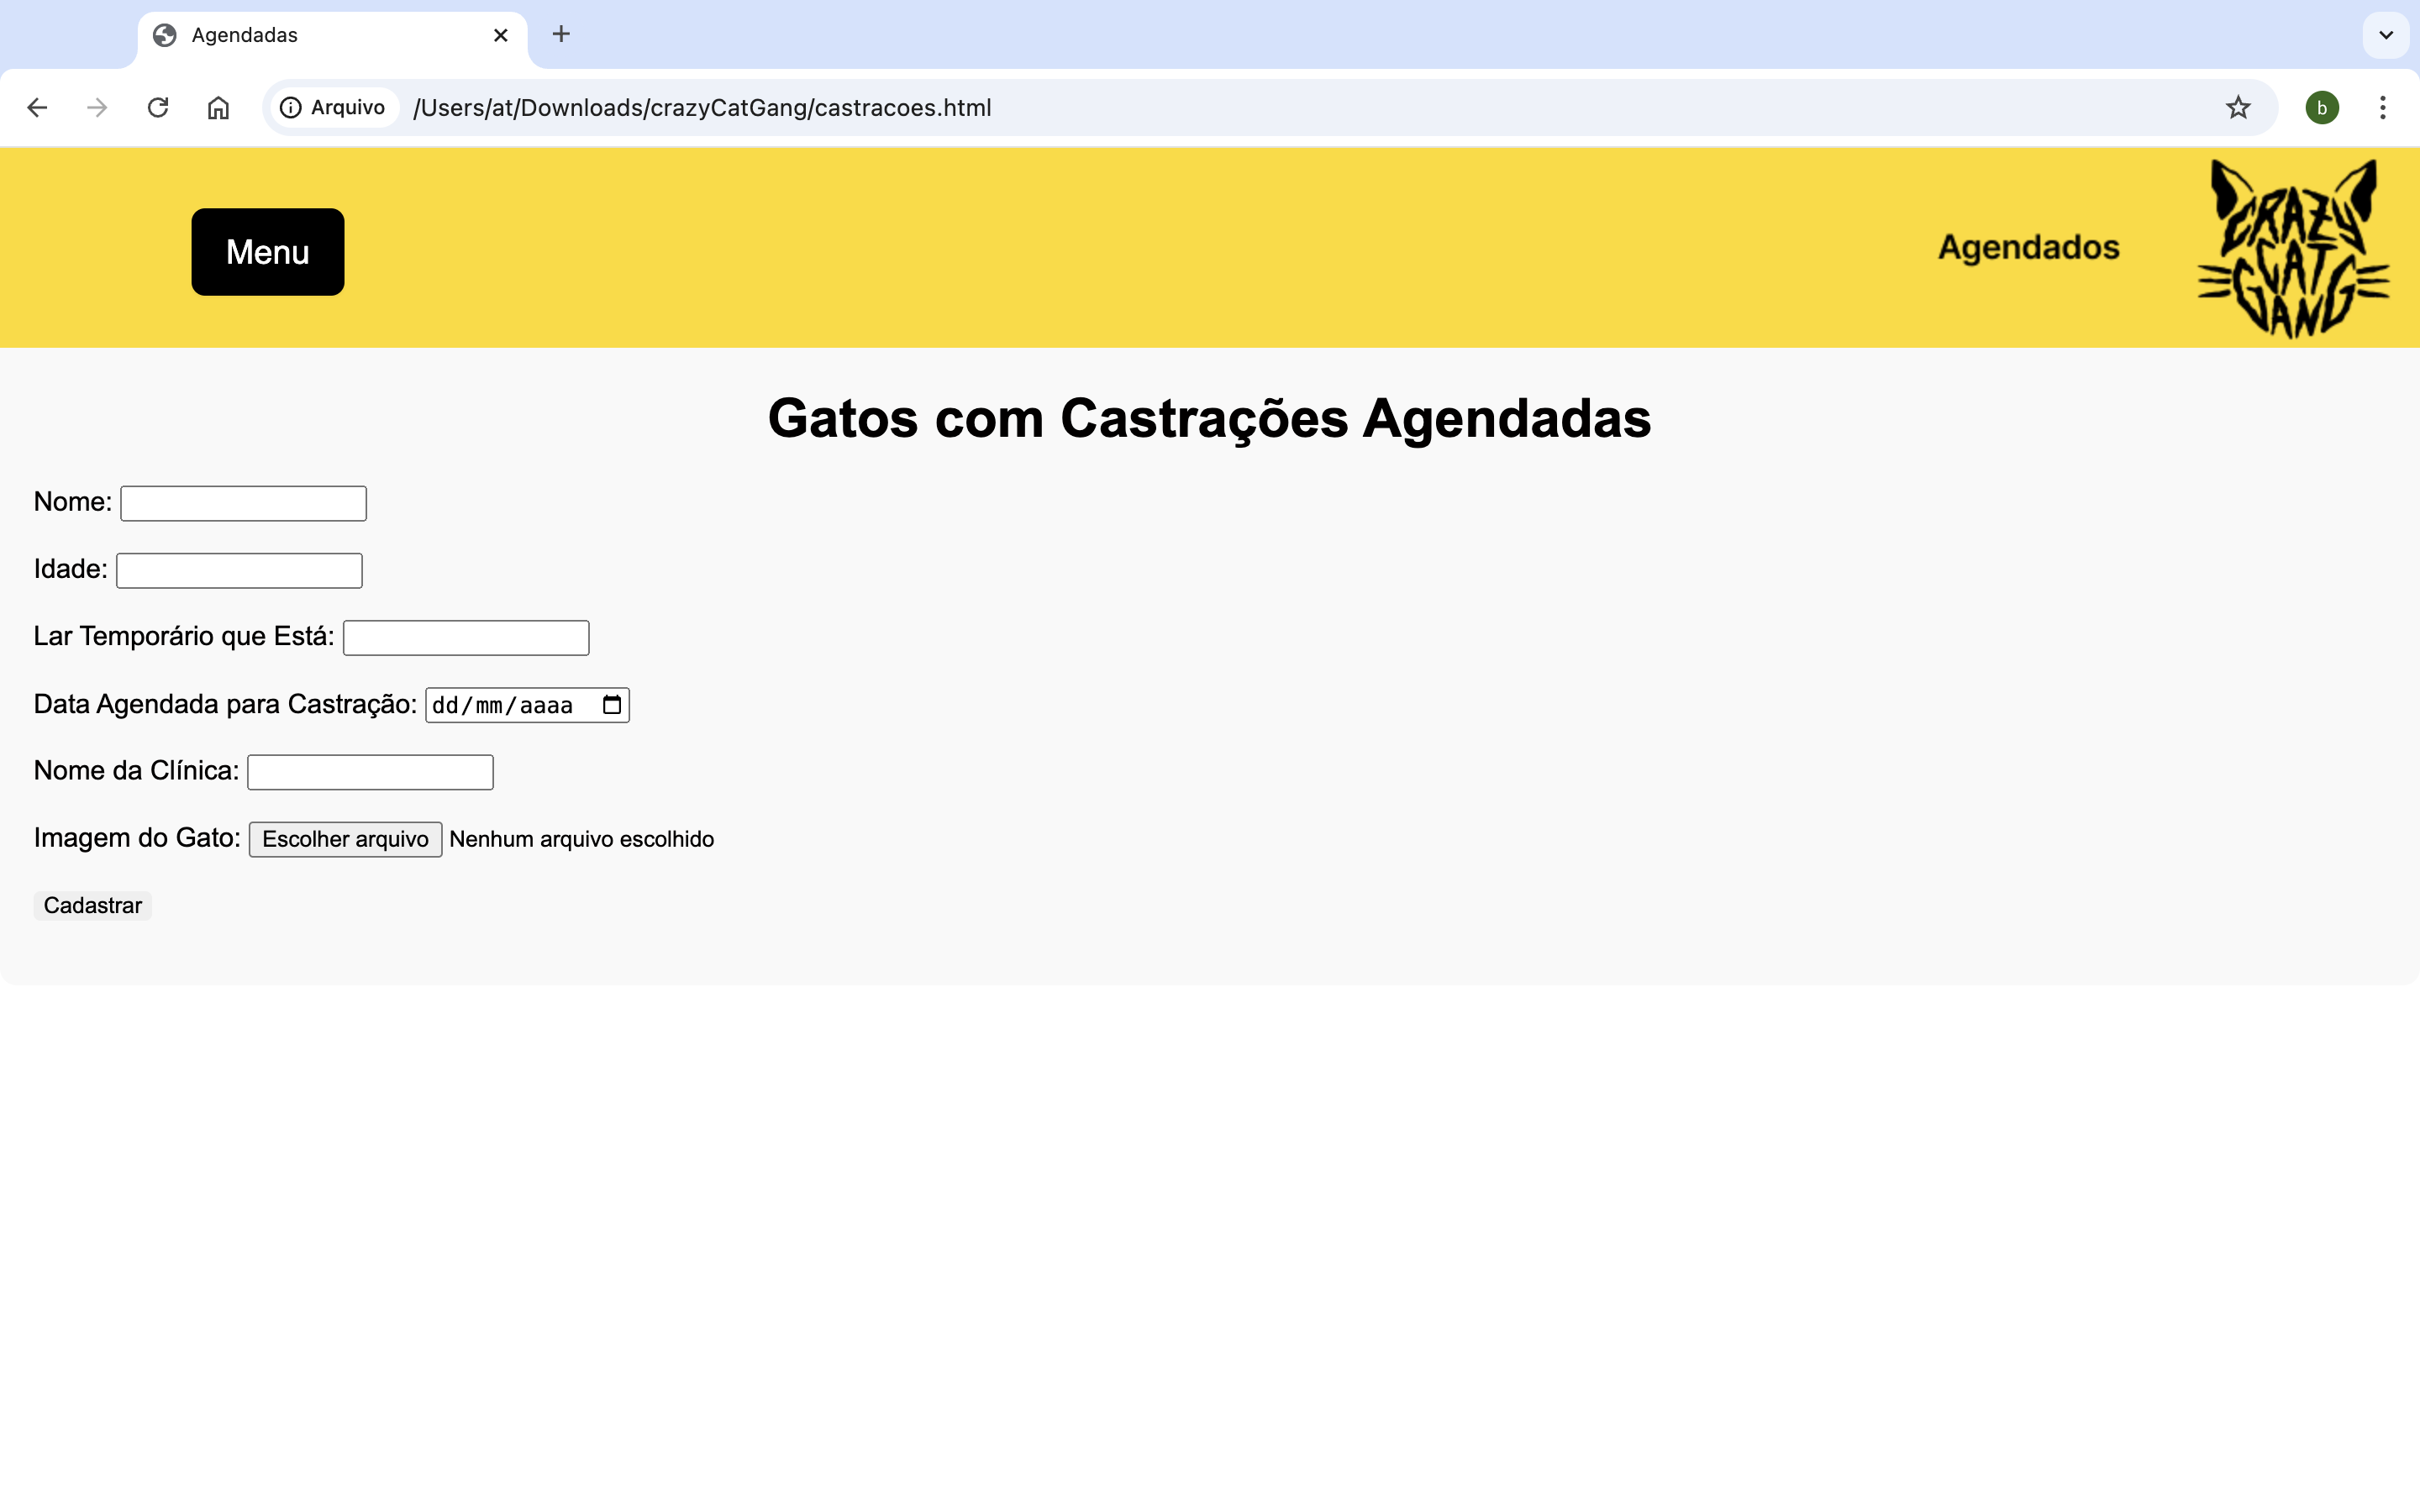 Agendadas
Arquivo /Users/at/Downloads/crazyCatGang/castracoes.html
b
Menu
Agendados
CRAZY
CAT
GANG
Gatos com Castrações Agendadas
Nome:
Idade:
Lar Temporário que Está:
Data Agendada para Castração: dd/mm/aaaa
Nome da Clínica:
Imagem do Gato: Escolher arquivo Nenhum arquivo escolhido
Cadastrar